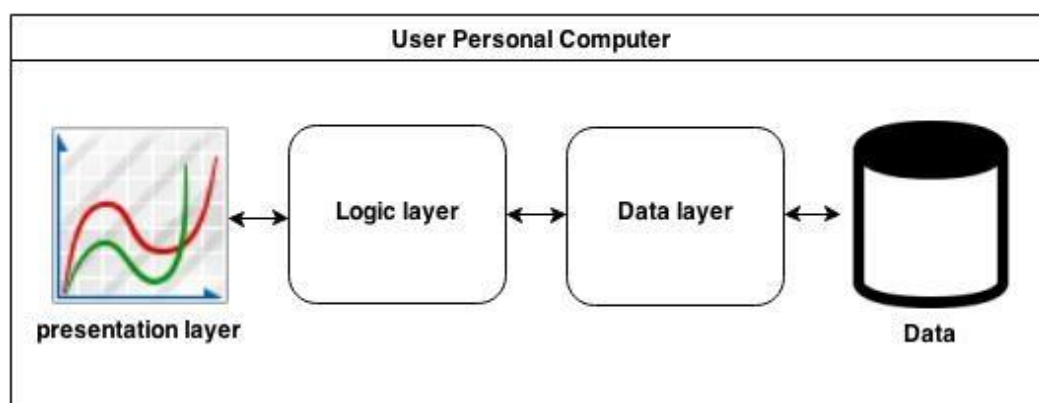 User Personal Computer
Logic layer
Data layer
presentation layer
Data